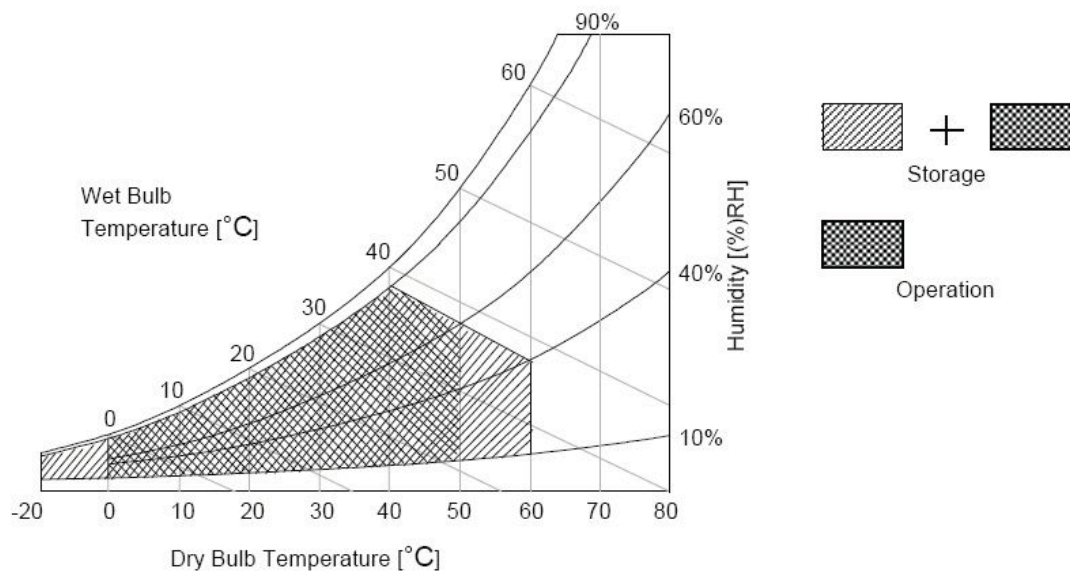 90%
60
60%
50
Storage
Wet Bulb
Temperature [°C]
Humidity [(%)RH]
40
40%
30
Operation
20
10
0
10%
-20 0 10 20 30 40 50 60 70 80
Dry Bulb Temperature [°C]